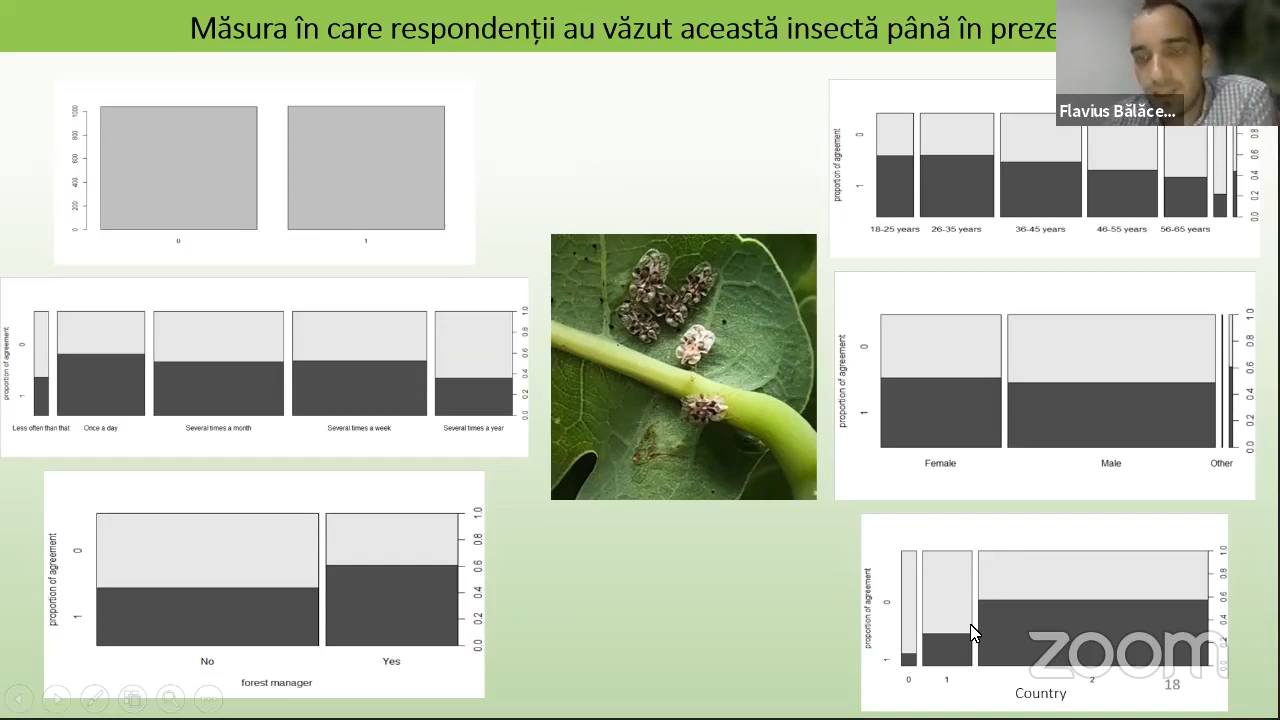 Măsura în care respondenții au văzut această insectă până în preze
Flavius Bălăce...
0 200 400 600 800 1000
0 1
proportion of agreement
0 1
0.0 0.2 0.4 0.6 0.8
18-25 years 26-35 years 36-45 years 46-55 years 56-65 years
proportion of agreement
0 1
0.0 0.2 0.4 0.6 0.8 1.0
Less often than that Once a day Several times a month Several times a week Several times a year
proportion of agreement
0 1
0.0 0.2 0.4 0.6 0.8 1.0
Female Male Other
proportion of agreement
0 1
0.0 0.2 0.4 0.6 0.8 1.0
No Yes
forest manager
proportion of agreement
0 1
0.0 0.2 0.4 0.6 0.8 1.0
0 1 2
Country
zoom
18